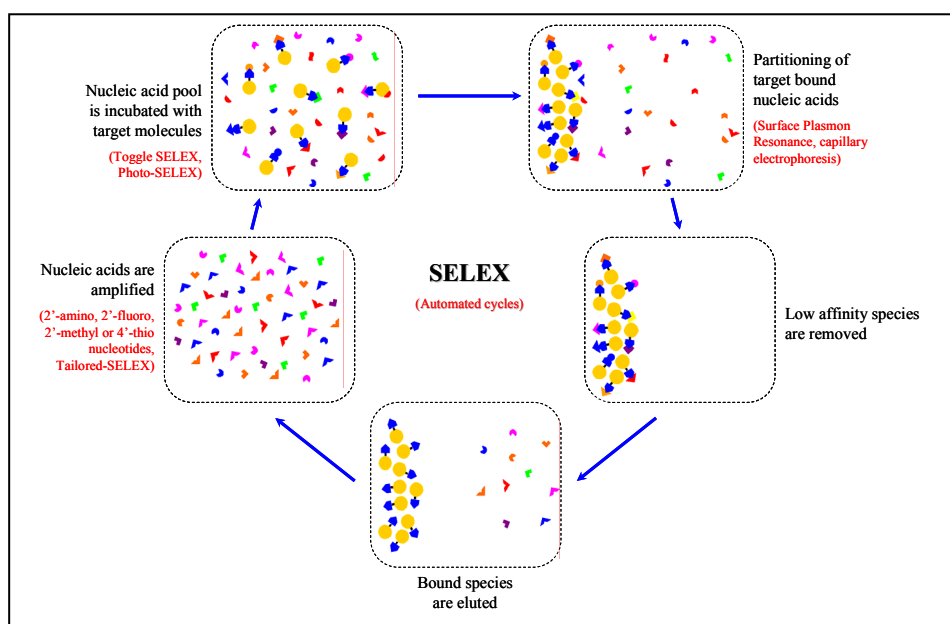 Nucleic acid pool
is incubated with
target molecules
(Toggle SELEX,
Photo-SELEX)
Partitioning of
target bound
nucleic acids
(Surface Plasmon
Resonance, capillary
electrophoresis)
Nucleic acids are
amplified
(2’-amino, 2’-fluoro,
2’-methyl or 4’-thio
nucleotides,
Tailored-SELEX)
SELEX
(Automated cycles)
Low affinity species
are removed
Bound species
are eluted